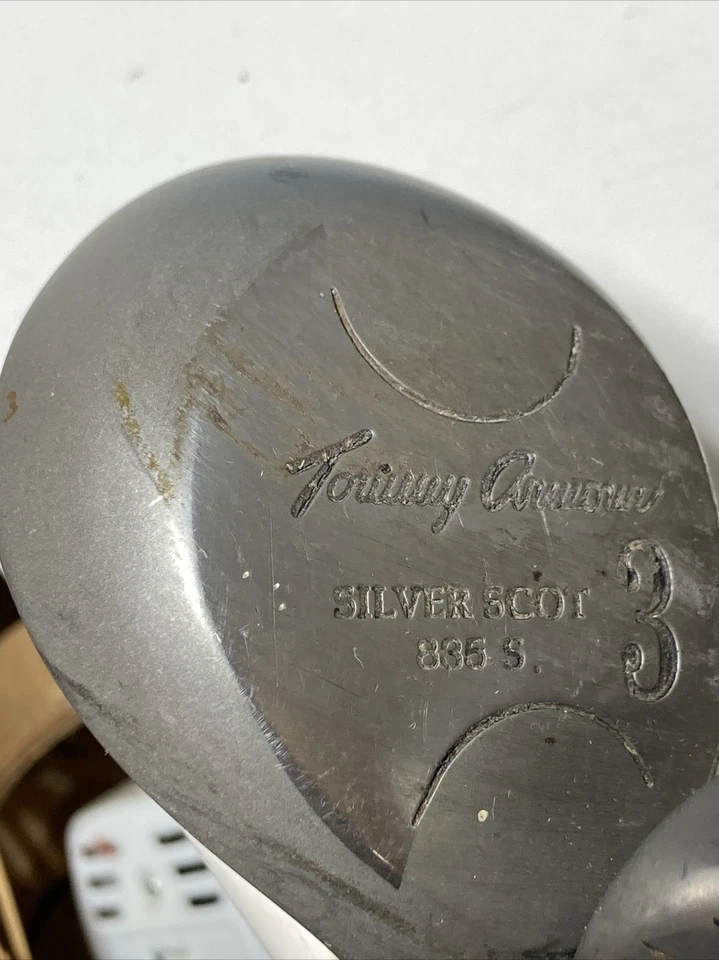 Tommy Armour
SILVER SCOT
835 S.
3